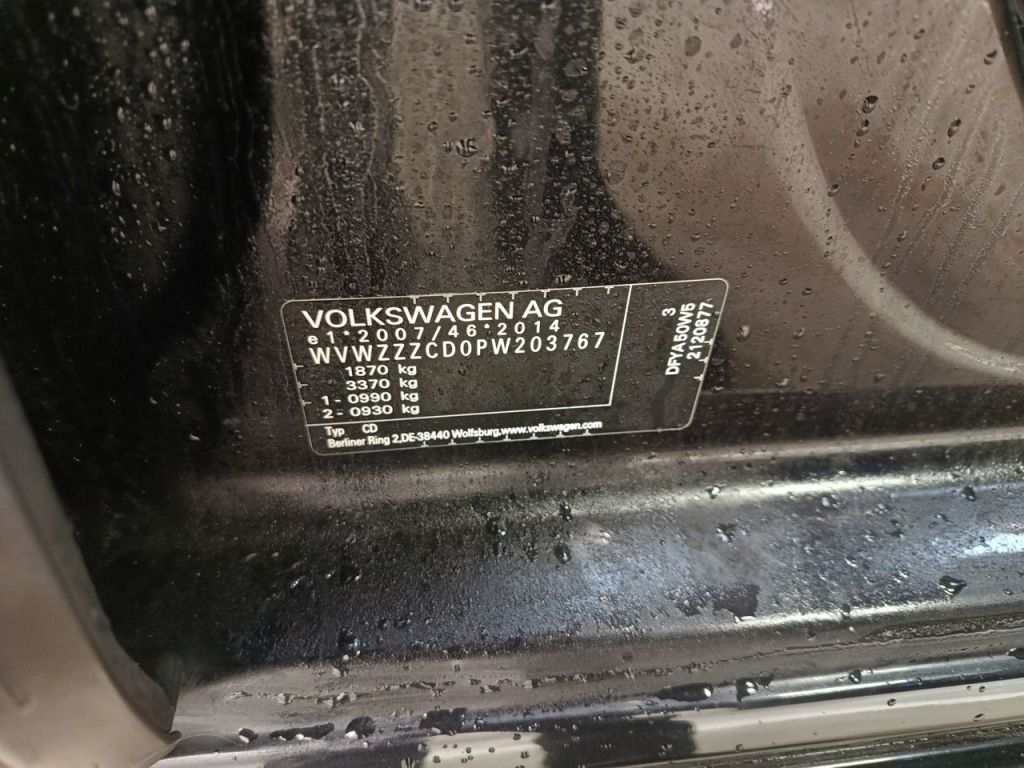 VOLKSWAGEN AG
e1*2007/46*2014
WVWZZZCD0PW203767
1870 kg
3370 kg
1- 0990 kg
2- 0930 kg
Typ CD
Berliner Ring 2,DE-38440 Wolfsburg.www.volkswagen.com
3
DFYA50W5
2120877